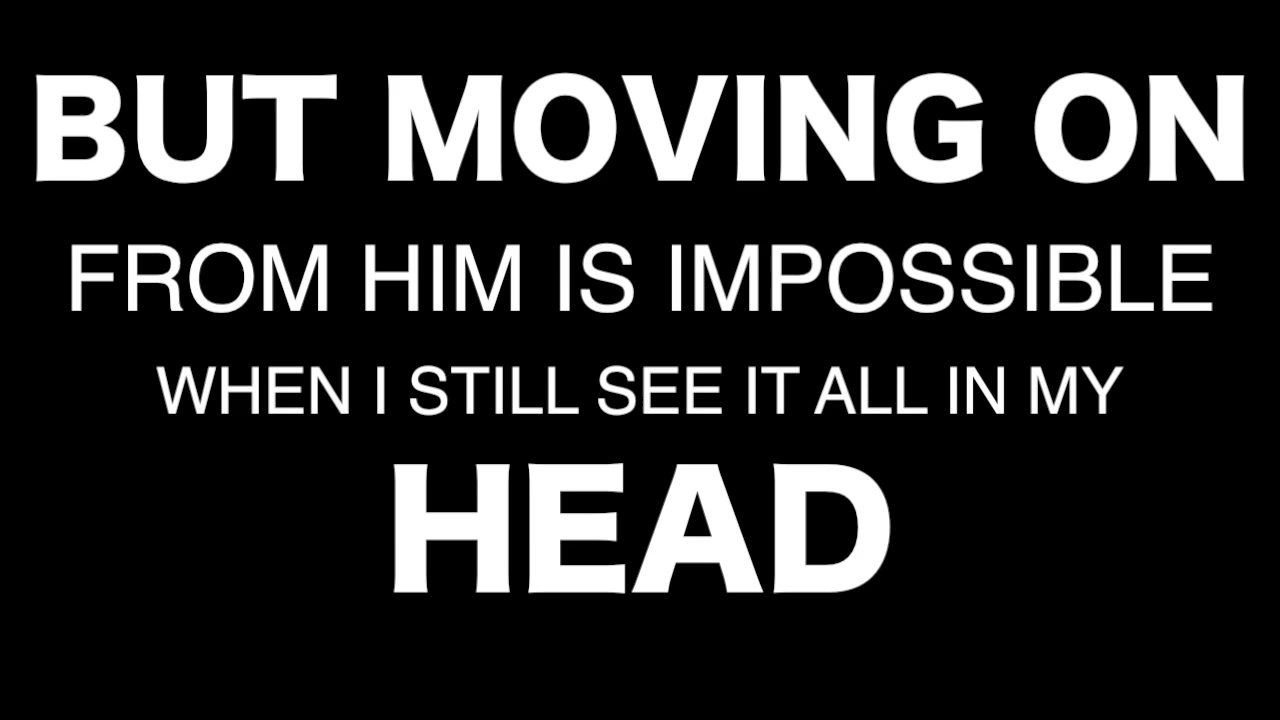 BUT MOVING ON
FROM HIM IS IMPOSSIBLE
WHEN I STILL SEE IT ALL IN MY
HEAD